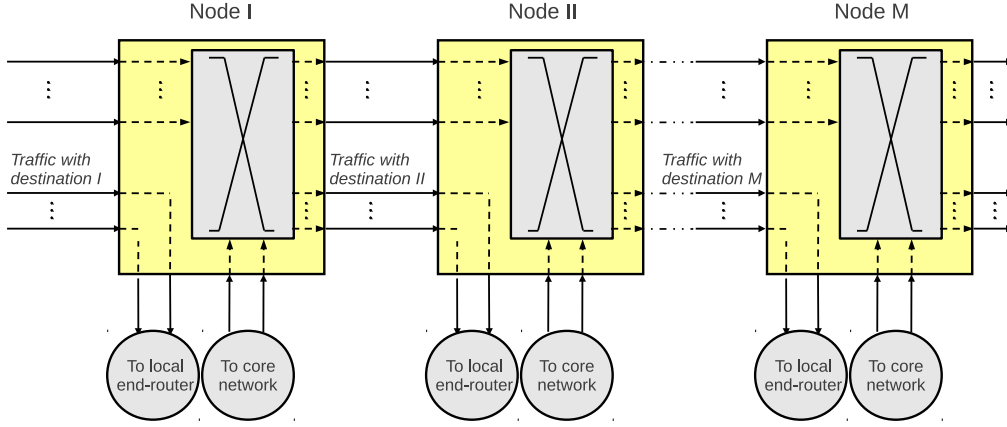 Node I
Node II
Node M
Traffic with
destination I
Traffic with
destination II
Traffic with
destination M
To local
end-router
To core
network
To local
end-router
To core
network
To local
end-router
To core
network